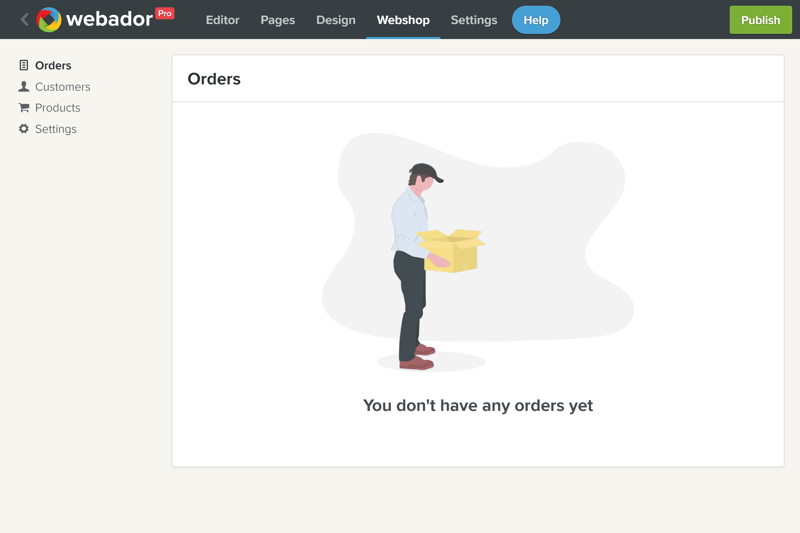 webador Pro
Editor Pages Design Webshop Settings Help Publish
Orders
Customers
Products
Settings
Orders
You don't have any orders yet